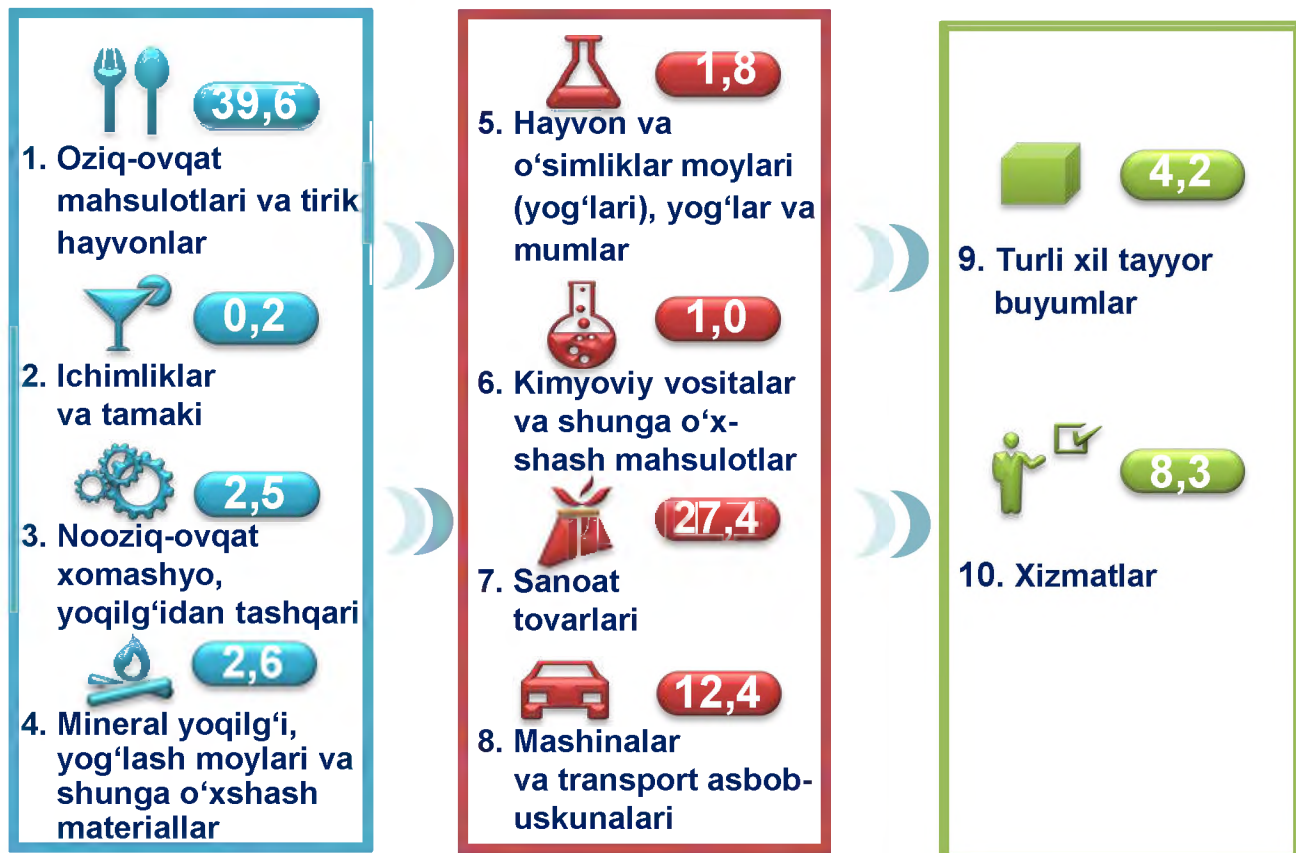 39,6
1. Oziq-ovqat
mahsulotlari va tirik
hayvonlar
0,2
2. Ichimliklar
va tamaki
2,5
3. Nooziq-ovqat
xomashyo,
yoqilg‘idan tashqari
2,6
4. Mineral yoqilg‘i,
yog‘lash moylari va
shunga o‘xshash
materiallar
1,8
5. Hayvon va
o‘simliklar moylari
(yog‘lari), yog‘lar va
mumlar
1,0
6. Kimyoviy vositalar
va shunga o‘x-
shash mahsulotlar
27,4
7. Sanoat
tovarlari
12,4
8. Mashinalar
va transport asbob-
uskunalari
4,2
9. Turli xil tayyor
buyumlar
8,3
10. Xizmatlar